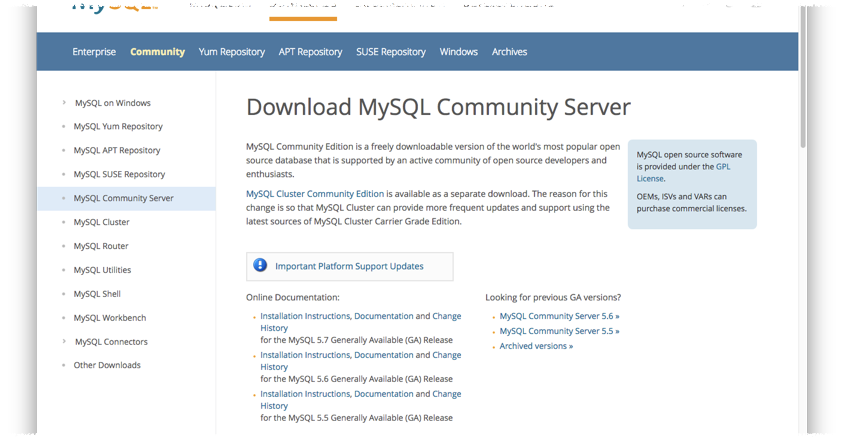 MySQL
Enterprise Community Yum Repository APT Repository SUSE Repository Windows Archives
MySQL on Windows
MySQL Yum Repository
MySQL APT Repository
MySQL SUSE Repository
MySQL Community Server
MySQL Cluster
MySQL Router
MySQL Utilities
MySQL Shell
MySQL Workbench
MySQL Connectors
Other Downloads
Download MySQL Community Server
MySQL Community Edition is a freely downloadable version of the world's most popular open
source database that is supported by an active community of open source developers and
enthusiasts.
MySQL Cluster Community Edition is available as a separate download. The reason for this
change is so that MySQL Cluster can provide more frequent updates and support using the
latest sources of MySQL Cluster Carrier Grade Edition.
MySQL open source software
is provided under the GPL
License.
OEMs, ISVs and VARs can
purchase commercial licenses.
Important Platform Support Updates
Online Documentation:
Installation Instructions, Documentation and Change
History
for the MySQL 5.7 Generally Available (GA) Release
Installation Instructions, Documentation and Change
History
for the MySQL 5.6 Generally Available (GA) Release
Installation Instructions, Documentation and Change
History
for the MySQL 5.5 Generally Available (GA) Release
Looking for previous GA versions?
MySQL Community Server 5.6 »
MySQL Community Server 5.5 »
Archived versions »